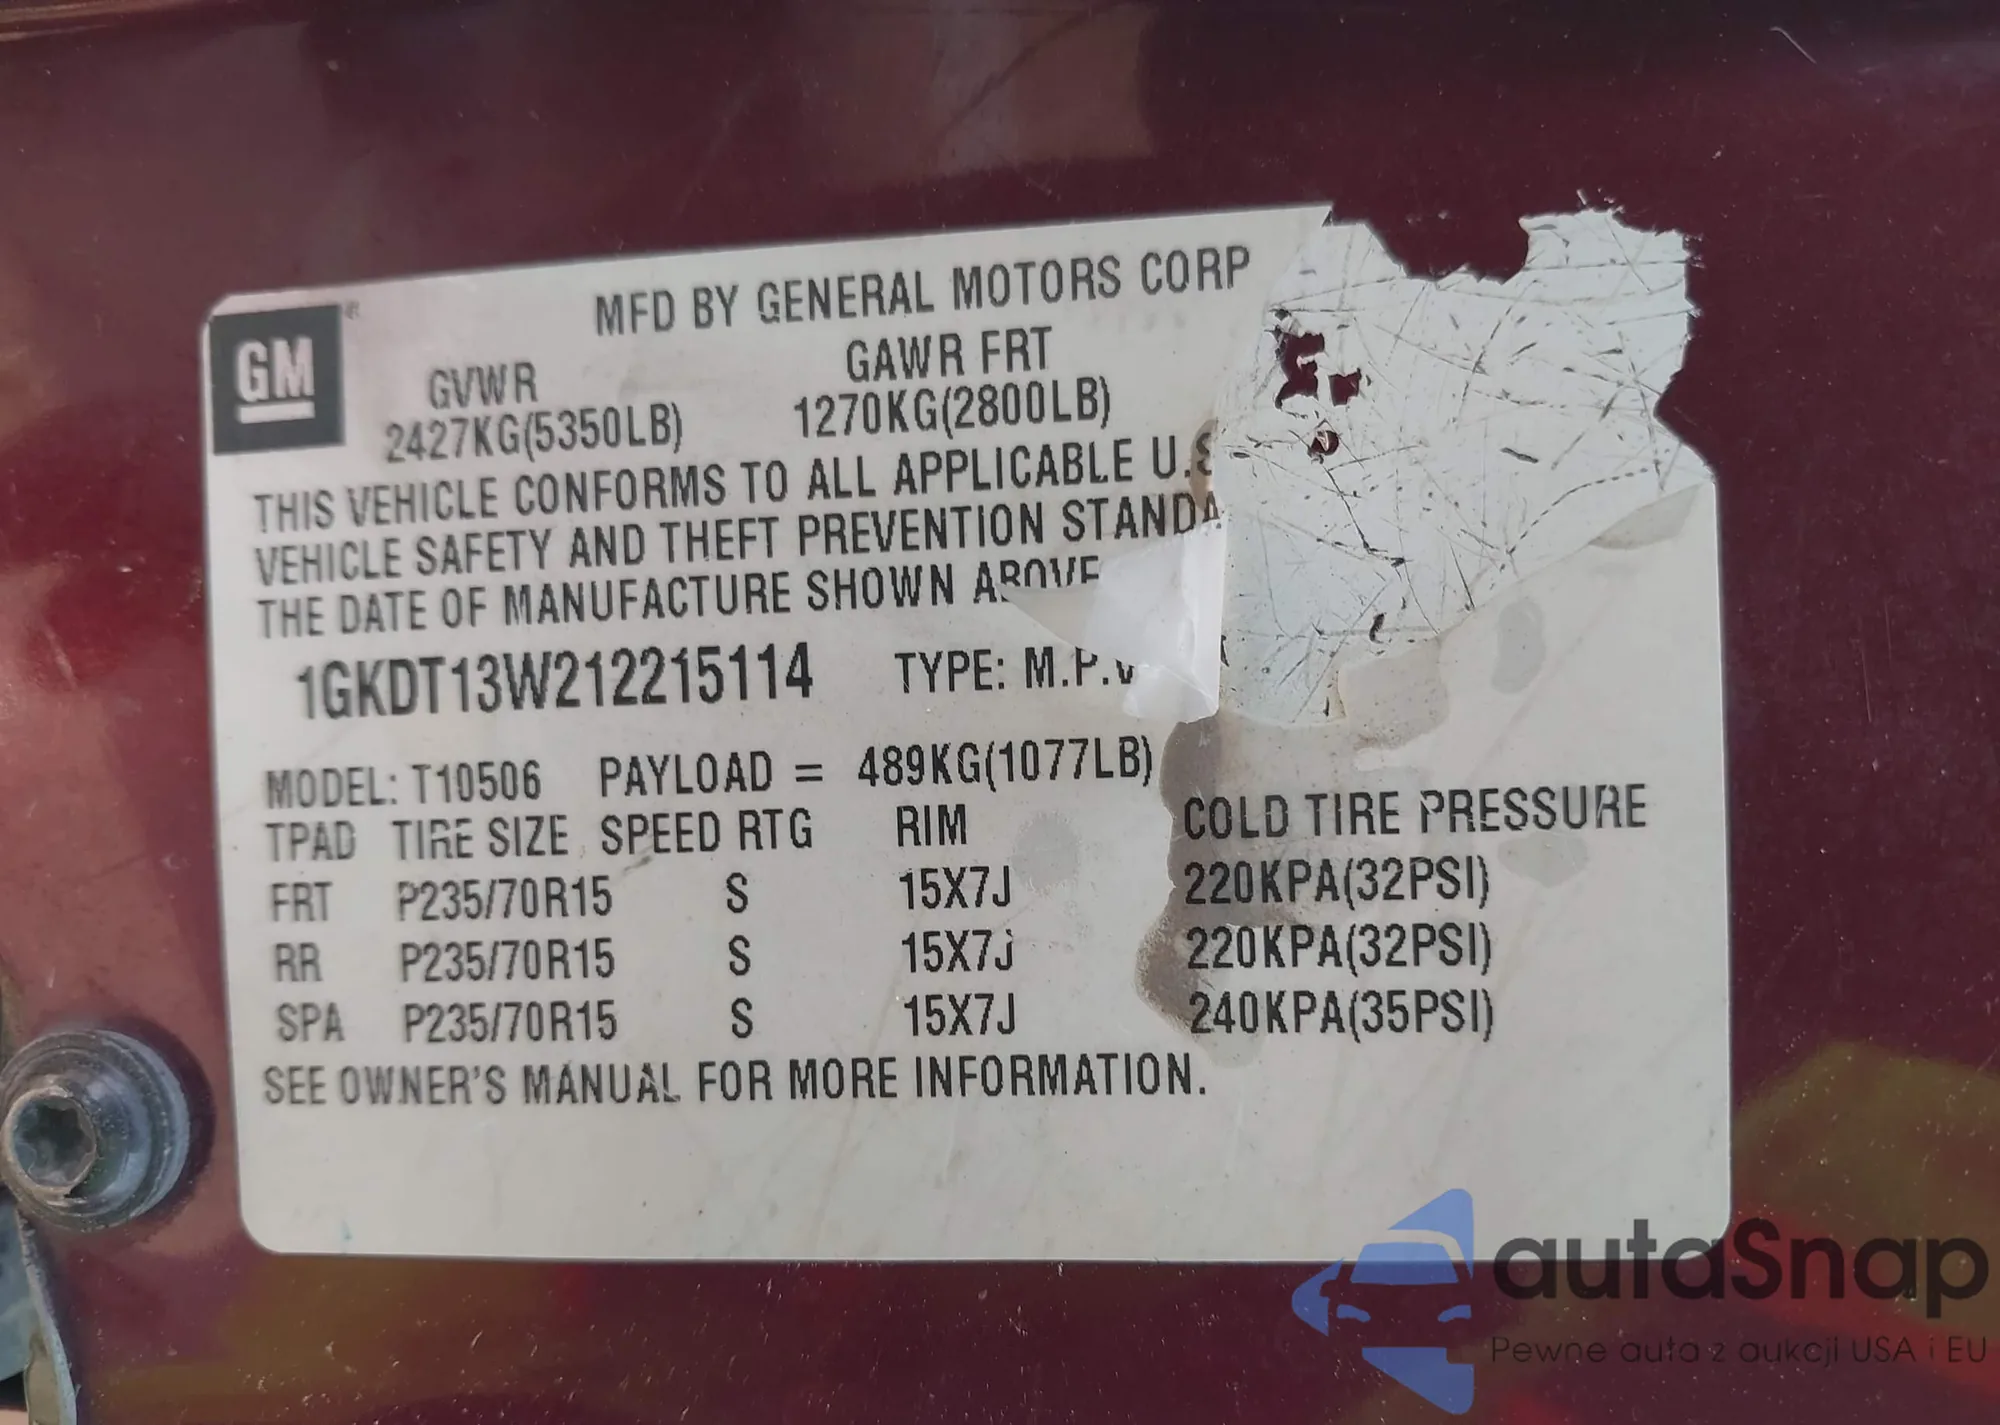 MFD BY GENERAL MOTORS CORP
GM
GVWR GAWR FRT
2427KG(5350LB) 1270KG(2800LB)
THIS VEHICLE CONFORMS TO ALL APPLICABLE U.S
VEHICLE SAFETY AND THEFT PREVENTION STANDA
THE DATE OF MANUFACTURE SHOWN ABOVE
1GKDT13W212215114 TYPE: M.P.V
MODEL: T10506 PAYLOAD = 489KG(1077LB)
TPAD TIRE SIZE SPEED RTG RIM COLD TIRE PRESSURE
FRT P235/70R15 S 15X7J 220KPA(32PSI)
RR P235/70R15 S 15X7J 220KPA(32PSI)
SPA P235/70R15 S 15X7J 240KPA(35PSI)
SEE OWNER'S MANUAL FOR MORE INFORMATION.
autaSnap
Pewne auta z aukcji USA i EU